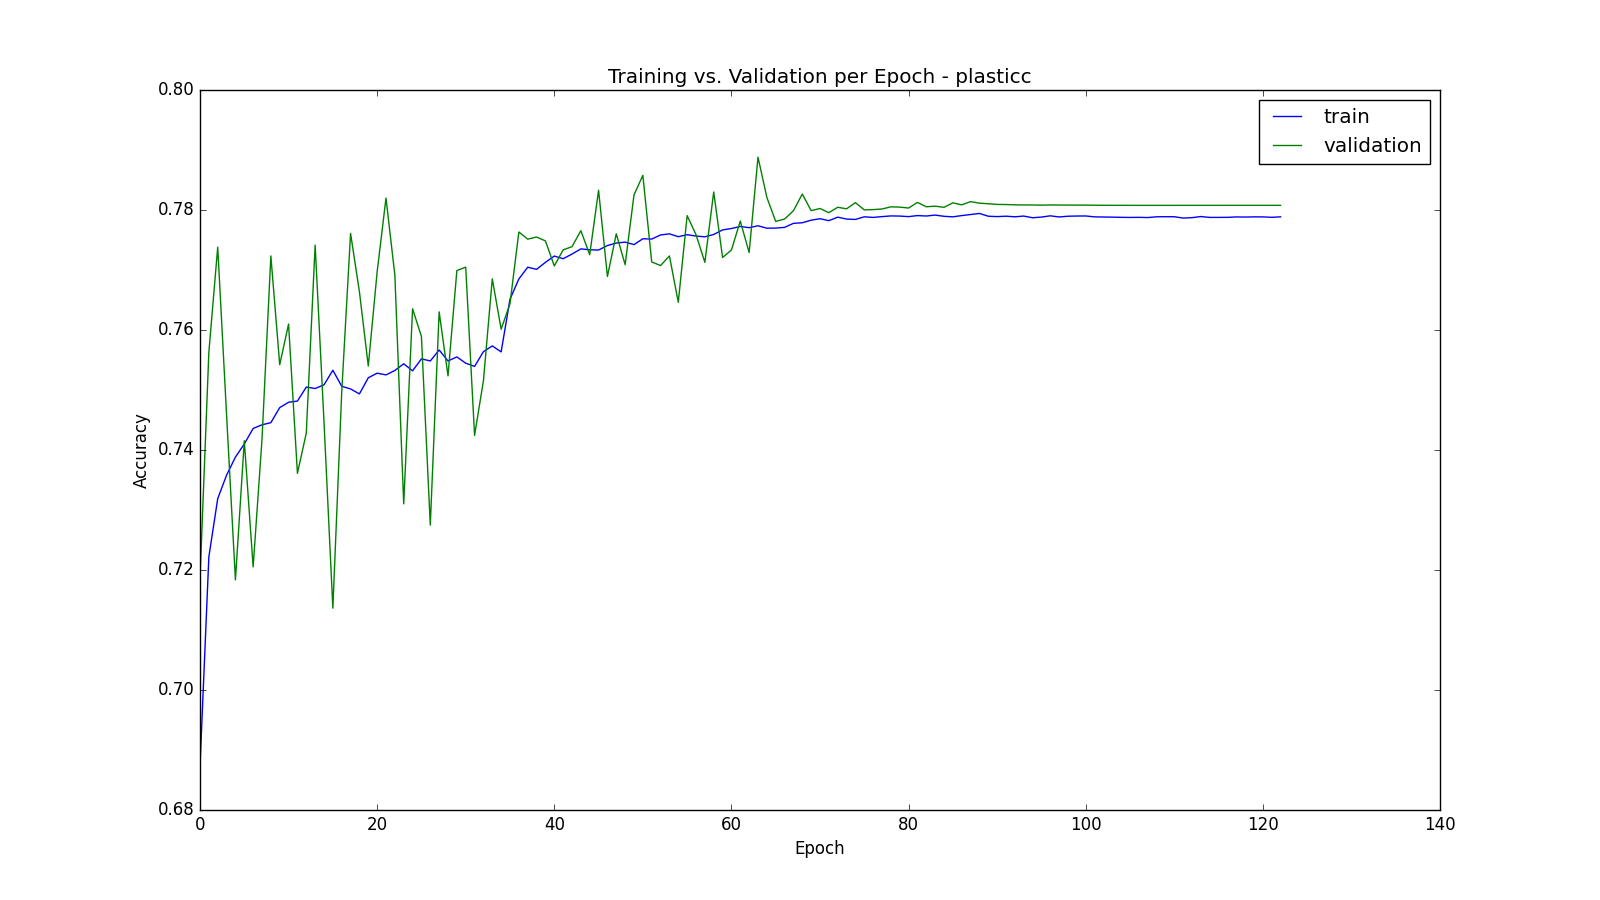 Training vs. Validation per Epoch - plasticc
train
validation
0.80
0.78
0.76
0.74
0.72
0.70
0.68
Accuracy
0 20 40 60 80 100 120 140
Epoch